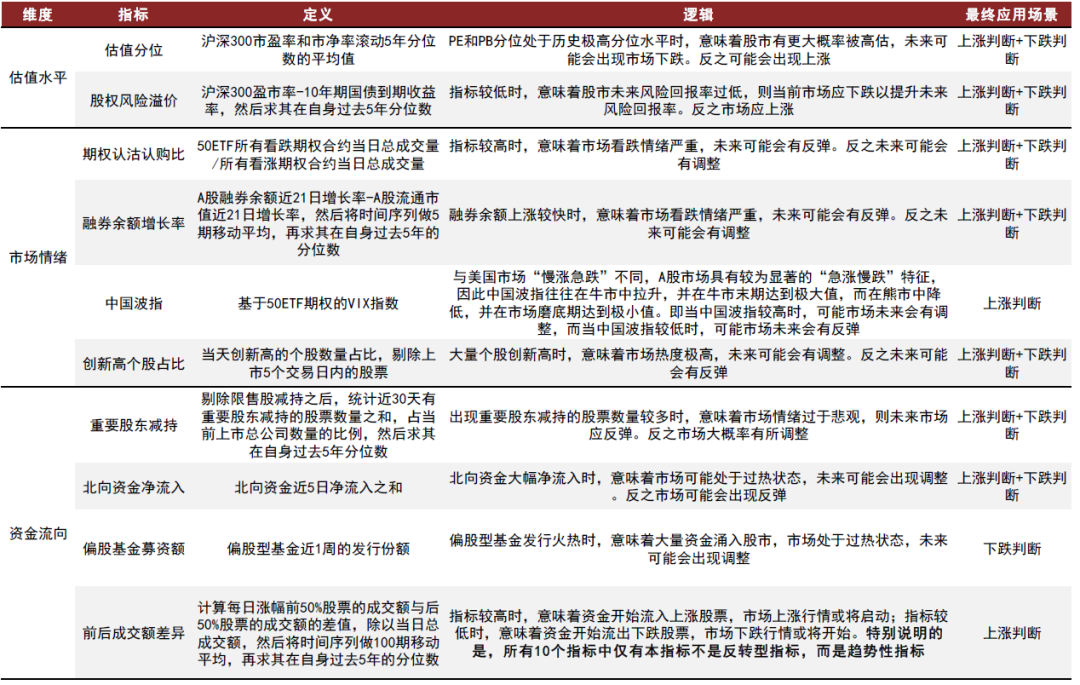 维度 指标 定义 逻辑 最终应用场景
估值水平
估值分位
沪深300市盈率和市净率滚动5年分位
数的平均值
PE和PB分位处于历史极高分位水平时，意味着股市有更大概率被高估，未来可
能会出现市场下跌。反之可能会出现上涨
上涨判断+下跌判
断
股权风险溢价
沪深300盈市率-10年期国债到期收益
率，然后求其在自身过去5年分位数
指标较低时，意味着股市未来风险回报率过低，则当前市场应下跌以提升未来
风险回报率。反之市场应上涨
上涨判断+下跌判
断
市场情绪
期权认沽认购比
50ETF所有看跌期权合约当日总成交量
/所有看涨期权合约当日总成交量
指标较高时，意味着市场看跌情绪严重，未来可能会有反弹。反之未来可能会
有调整
上涨判断+下跌判
断
融券余额增长率
A股融券余额近21日增长率-A股流通市
值近21日增长率，然后将时间序列做5
期移动平均，再求其在自身过去5年的
分位数
融券余额上涨较快时，意味着市场看跌情绪严重，未来可能会有反弹。反之未
来可能会有调整
上涨判断+下跌判
断
中国波指
基于50ETF期权的VIX指数
与美国市场“慢涨急跌”不同，A股市场具有较为显著的“急涨慢跌”特征，
因此中国波指往往在牛市中拉升，并在牛市末期达到极大值，而在熊市中降
低，并在市场磨底期达到极小值。即当中国波指较高时，可能市场未来会有调
整，而当中国波指较低时，可能市场未来会有反弹
上涨判断
创新高个股占比
当天创新高的个股数量占比，剔除上
市5个交易日内的股票
大量个股创新高时，意味着市场热度极高，未来可能会有调整。反之未来可能
会有反弹
上涨判断+下跌判
断
资金流向
重要股东减持
剔除限售股减持之后，统计近30天有
重要股东减持的股票数量之和，占当
前上市总公司数量的比例，然后求其
在自身过去5年分位数
出现重要股东减持的股票数量较多时，意味着市场情绪过于悲观，则未来市场
应反弹。反之市场大概率有所调整
上涨判断+下跌判
断
北向资金净流入
北向资金近5日净流入之和
北向资金大幅净流入时，意味着市场可能处于过热状态，未来可能会出现调整
。反之市场可能会出现反弹
上涨判断+下跌判
断
偏股基金募资额
偏股型基金近1周的发行份额
偏股型基金发行火热时，意味着大量资金涌入股市，市场处于过热状态，未来
可能会出现调整
下跌判断
前后成交额差异
计算每日涨幅前50%股票的成交额与后
50%股票的成交额的差值，除以当日总
成交额，然后将时间序列做100期移动
平均，再求其在自身过去5年的分位数
指标较高时，意味着资金开始流入上涨股票，市场上涨行情或将启动；指标较
低时，意味着资金开始流出下跌股票，市场下跌行情或将开始。特别说明的
是，所有10个指标中仅有本指标不是反转型指标，而是趋势性指标
上涨判断